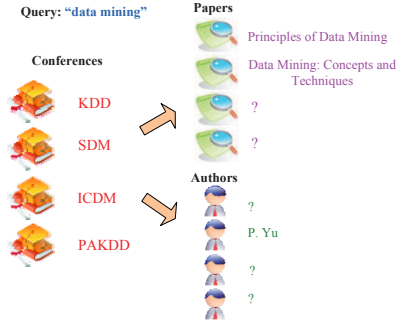 Query: “data mining”
Conferences
KDD
SDM
ICDM
PAKDD
Papers
Principles of Data Mining
Data Mining: Concepts and
Techniques
?
?
Authors
?
P. Yu
?
?